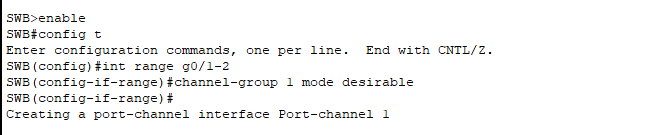 SWB>enable
SWB#config t
Enter configuration commands, one per line.  End with CNTL/Z.
SWB(config)#int range g0/1-2
SWB(config-if-range)#channel-group 1 mode desirable
SWB(config-if-range)#
Creating a port-channel interface Port-channel 1